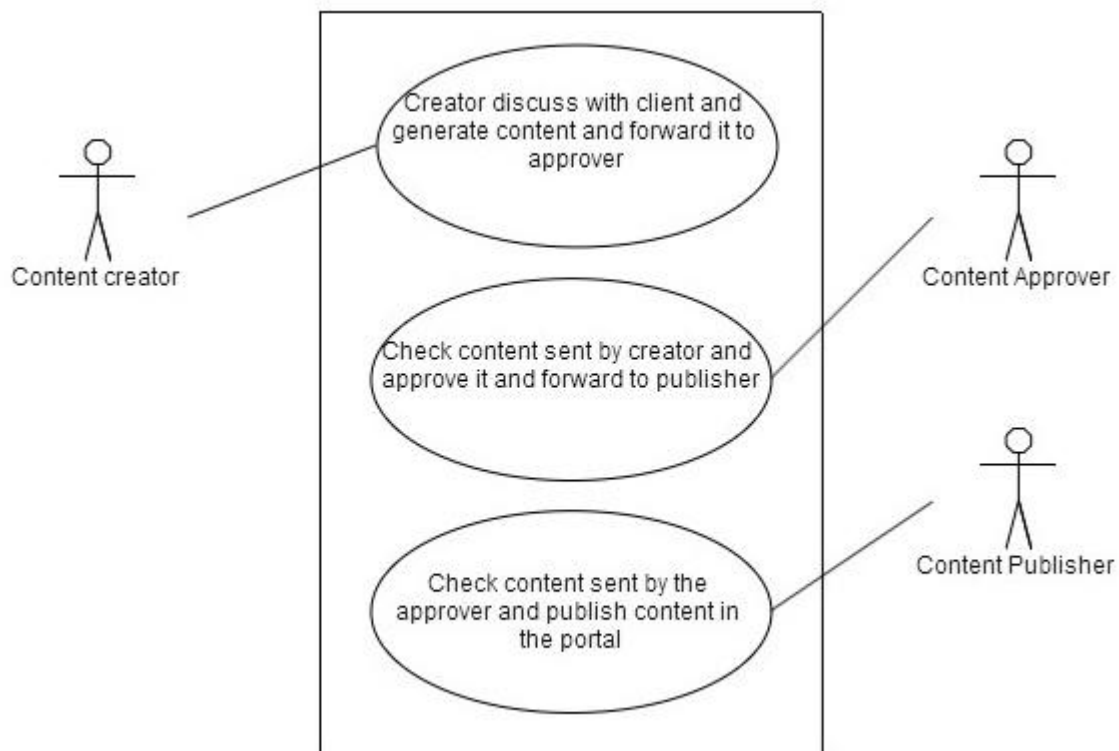 Creator discuss with client and
generate content and forward it to
approver
Content creator
Content Approver
Check content sent by creator and
approve it and forward to publisher
Content Publisher
Check content sent by the
approver and publish content in
the portal